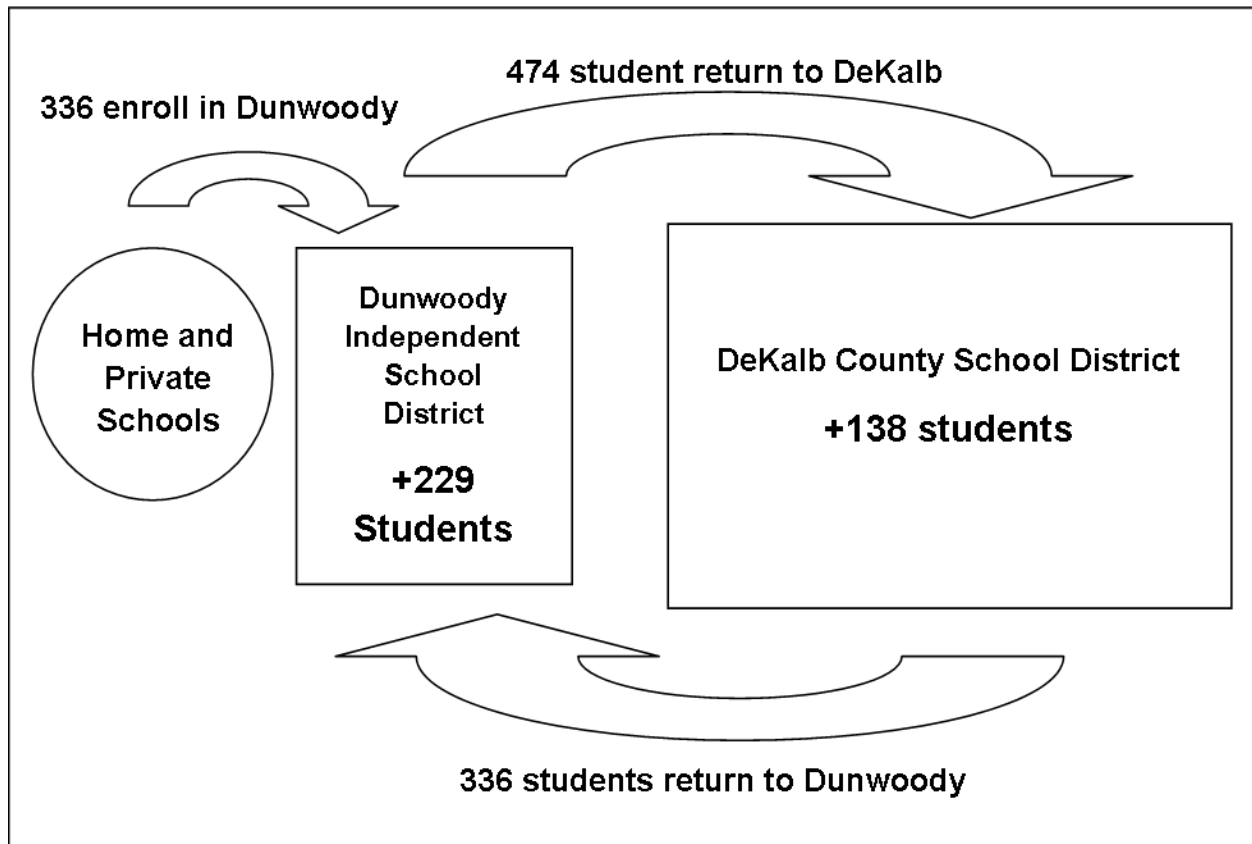 474 student return to DeKalb
336 enroll in Dunwoody
Home and
Private
Schools
Dunwoody
Independent
School
District
+229
Students
DeKalb County School District
+138 students
336 students return to Dunwoody